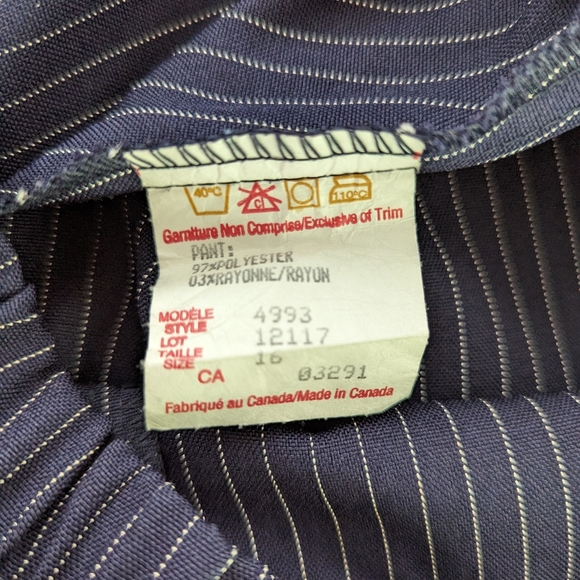 40°C C 110°C
Garniture Non Comprise/Exclusive of Trim
PANT:
97%POLYESTER
03%RAYONNE/RAYON
MODÈLE
STYLE 4993
LOT 12117
TAILLE
SIZE 16
CA 03291
Fabriqué au Canada/Made in Canada